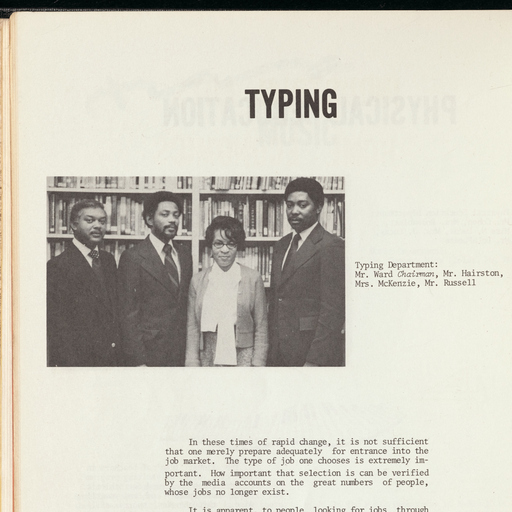 TYPING
Typing Department:
Mr. Ward Chairman, Mr. Hairston,
Mrs. McKenzie, Mr. Russell
In these times of rapid change, it is not sufficient
that one merely prepare adequately for entrance into the
job market. The type of job one chooses is extremely im-
portant. How important that selection is can be verified
by the media accounts on the great numbers of people,
whose jobs no longer exist.
It is apparent to people looking for jobs through